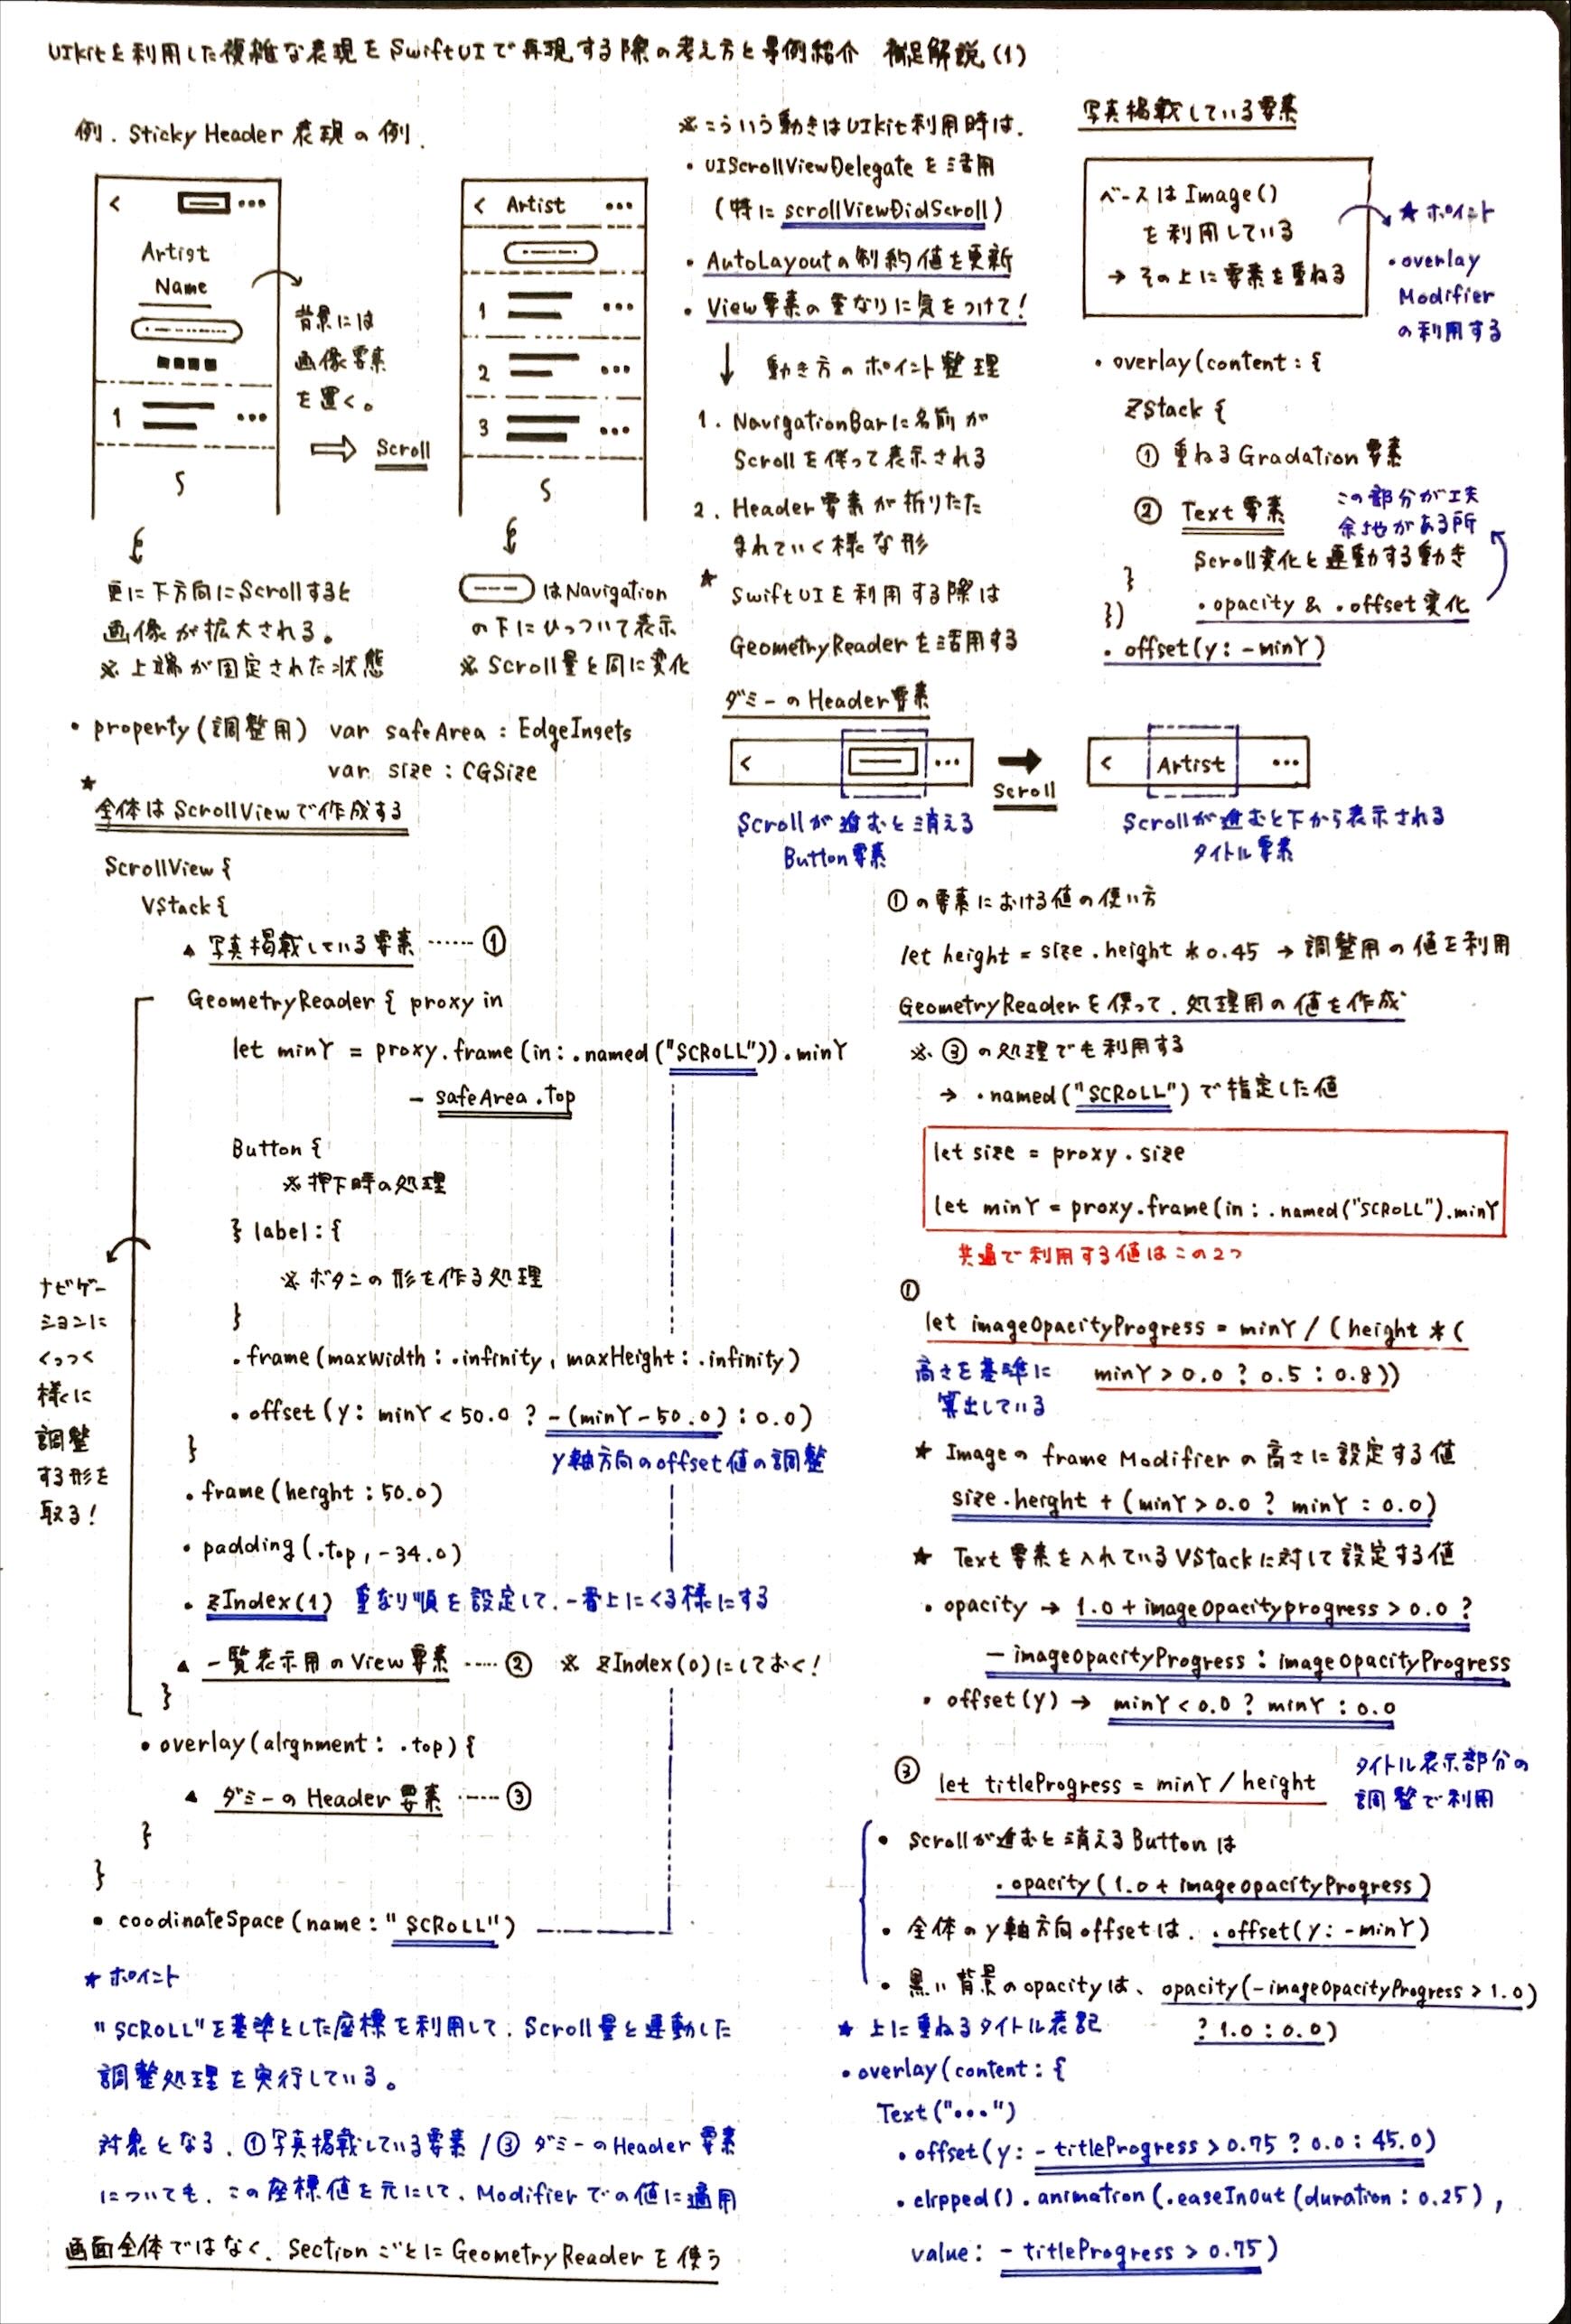 UIKitを利用した複雑な表現をSwiftUIで再現する際の考え方と事例紹介 補足解説(1)
例. Sticky Header 表現の例.
<
•••
Artist
Name
1
•••
背景には
画像要素
を置く。
⇨ Scroll
< Artist •••
1 •••
2 •••
3 •••
更に下方向にScrollすると
画像が拡大される。
※ 上端が固定された状態
はNavigation
の下にひっついて表示
※ Scroll量と同に変化
※ こういう動きはUIKit利用時は.
• UIScrollViewDelegateを活用
(特に scrollViewDidScroll)
• AutoLayoutの制約値を更新
• View要素の重なりに気をつけて!
↓ 動き方のポイント整理
1. NavigationBarに名前が
Scrollを伴って表示される
2. Header要素が折りたた
まれていく様な形
★ SwiftUIを利用する際は
GeometryReaderを活用する
写真掲載している要素
ベースはImage()
を利用している
→ その上に要素を重ねる
★ ポイント
• overlay
Modifier
の利用する
• overlay(content: {
ZStack {
① 重ねるGradation要素
② Text要素
この部分が工夫
余地がある所
Scroll変化と連動する動き
}
• opacity & • offset変化
})
• offset(y: -minY)
ダミーのHeader要素
<
•••
→
Scroll
< Artist •••
Scrollが進むと消える
Button要素
Scrollが進むと下から表示される
タイトル要素
• property(調整用) var safeArea : EdgeInsets
var size : CGSize
★
全体はScrollViewで作成する
ScrollView {
VStack {
▲ 写真掲載している要素 …… ①
GeometryReader { proxy in
let minY = proxy.frame(in: .named("SCROLL")).minY
- safeArea.top
Button {
※ 押下時の処理
} label: {
※ ボタンの形を作る処理
}
.frame(maxWidth: .infinity, maxHeight: .infinity)
.offset(y: minY < 50.0 ? -(minY - 50.0) : 0.0)
}
Y軸方向のoffset値の調整
.frame(height: 50.0)
.padding(.top, -34.0)
.zIndex(1) 重なり順を設定して、一番上にくる様にする
▲ 一覧表示用のView要素 …… ② ※ zIndex(0)にしておく!
}
.overlay(alignment: .top) {
▲ ダミーのHeader要素 …… ③
}
}
• coodinateSpace(name: "SCROLL")
ナビゲー
ションに
くっつく
様に
調整
する形を
取る!
★ ポイント
"SCROLL"を基準とした座標を利用して、Scroll量と連動した
調整処理を実行している。
対象となる、①写真掲載している要素 / ③ダミーのHeader要素
についても、この座標値を元にして、Modifierでの値に適用
画面全体ではなく、SectionごとにGeometryReaderを使う
①の要素における値の使い方
let height = size.height * 0.45 → 調整用の値を利用
GeometryReaderを使って、処理用の値を作成
※ ③の処理でも利用する
→ .named("SCROLL")で指定した値
let size = proxy.size
let minY = proxy.frame(in: .named("SCROLL").minY
共通で利用する値はこの2つ
①
let imageOpacityProgress = minY / (height * (
minY > 0.0 ? 0.5 : 0.8))
高さを基準に
算出している
★ Imageのframe Modifierの高さに設定する値
size.height + (minY > 0.0 ? minY : 0.0)
★ Text要素を入れているVStackに対して設定する値
• opacity → 1.0 + imageOpacityProgress > 0.0 ?
- imageOpacityProgress : imageOpacityProgress
• offset(y) → minY < 0.0 ? minY : 0.0
③ let titleProgress = minY / height
タイトル表示部分の
調整で利用
• Scrollが進むと消えるButtonは
.opacity(1.0 + imageOpacityProgress)
• 全体のy軸方向offsetは、.offset(y: -minY)
• 黒い背景のopacityは、opacity(-imageOpacityProgress > 1.0)
? 1.0 : 0.0)
★ 上に重ねるタイトル表記
• overlay(content: {
Text("•••")
.offset(y: - titleProgress > 0.75 ? 0.0 : 45.0)
.clipped().animation(.easeInOut(duration: 0.25),
value: - titleProgress > 0.75)